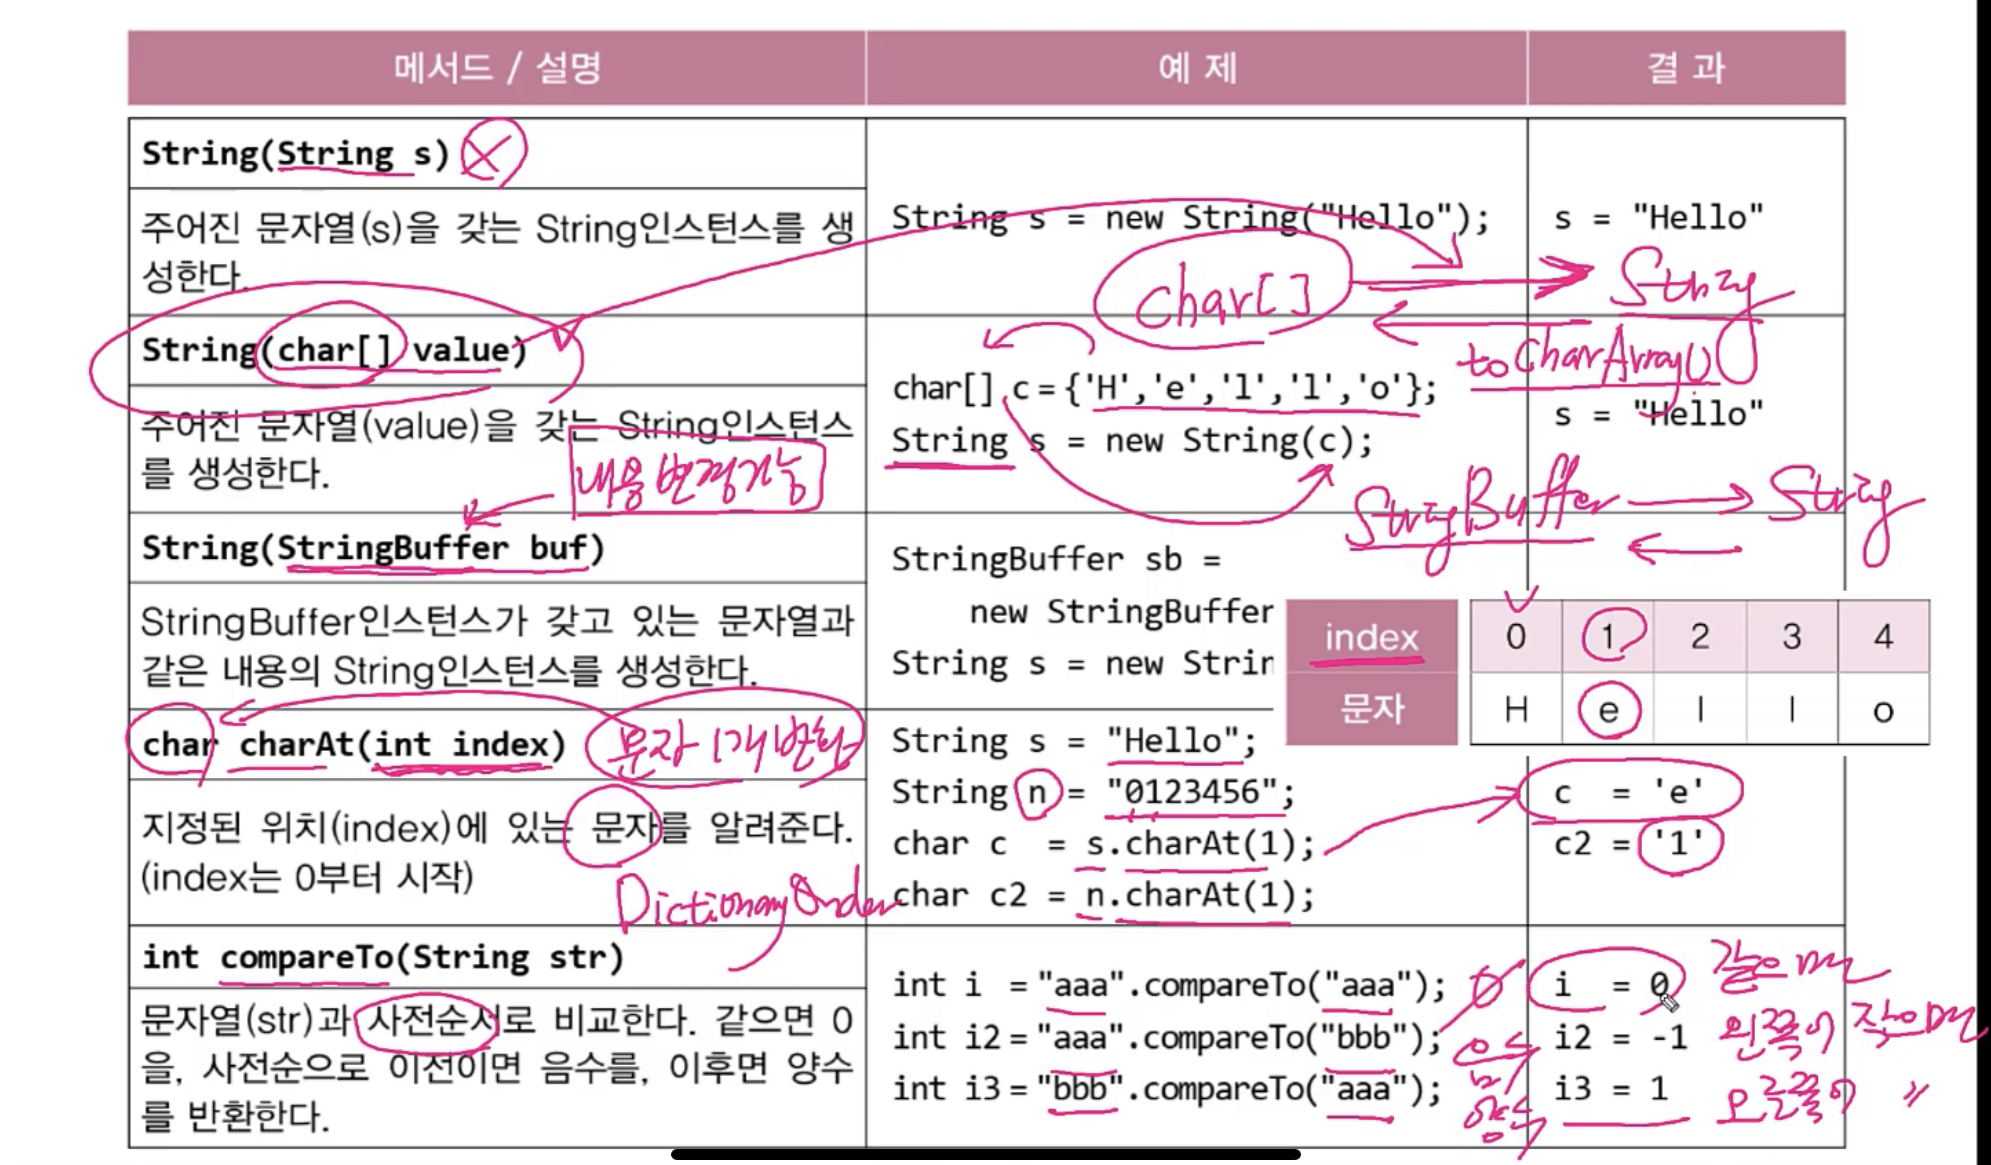 메서드 / 설명
예 제
결 과
String(String s)
주어진 문자열(s)을 갖는 String인스턴스를 생
성한다.
String s = new String("Hello");
s = "Hello"
char[]
String
toCharArray()
String(char[] value)
주어진 문자열(value)을 갖는 String인스턴스
를 생성한다.
내용변경가능
char[] c = {'H','e','l','l','o'};
String s = new String(c);
s = "Hello"
StringBuffer
String
String(StringBuffer buf)
StringBuffer인스턴스가 갖고 있는 문자열과
같은 내용의 String인스턴스를 생성한다.
StringBuffer sb =
new StringBuffer
String s = new Strin
index 0 1 2 3 4
문자 H e l l o
char charAt(int index)
문자 1개 반환
지정된 위치(index)에 있는 문자를 알려준다.
(index는 0부터 시작)
String s = "Hello";
String n = "0123456";
char c = s.charAt(1);
char c2 = n.charAt(1);
c = 'e'
c2 = '1'
Dictionary Order
int compareTo(String str)
문자열(str)과 사전순서로 비교한다. 같으면 0
을, 사전순으로 이전이면 음수를, 이후면 양수
를 반환한다.
int i = "aaa".compareTo("aaa");
int i2 = "aaa".compareTo("bbb");
int i3 = "bbb".compareTo("aaa");
0
음수
양수
i = 0
i2 = -1
i3 = 1
같으면
왼쪽이 작으면
오른쪽이 〃